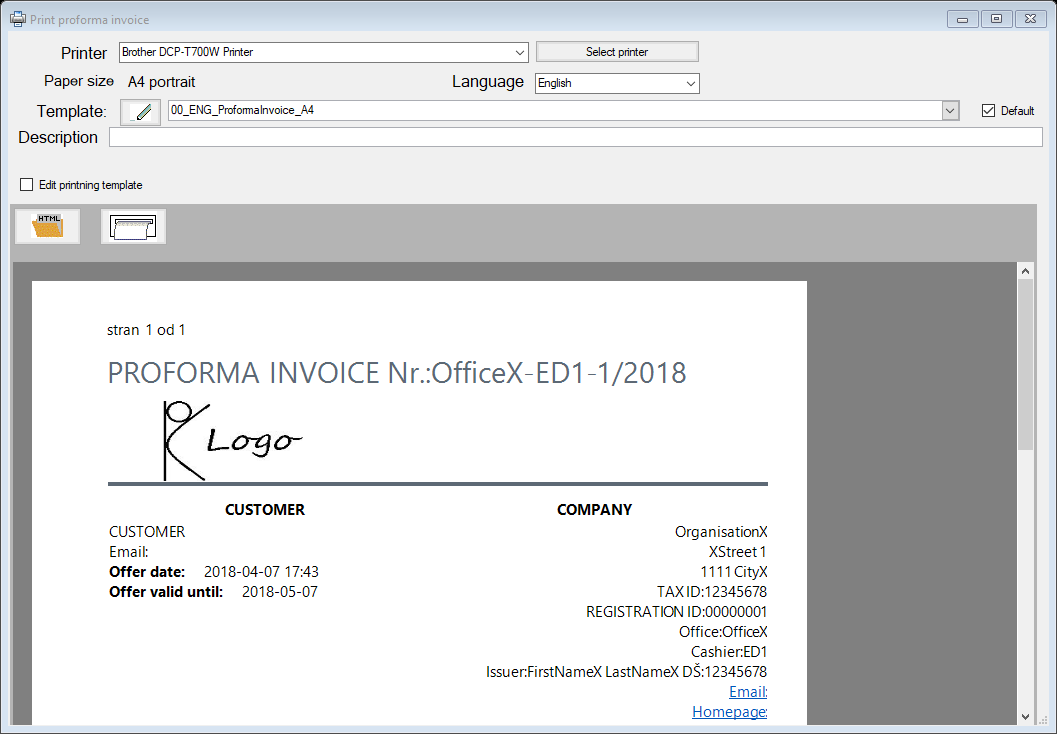 Print proforma invoice
Printer Brother DCP-T700W Printer Select printer
Paper size A4 portrait Language English
Template: 00_ENG_ProformaInvoice_A4 Default
Description
Edit printning template
HTML
stran 1 od 1
PROFORMA INVOICE Nr.:OfficeX-ED1-1/2018
Logo
CUSTOMER COMPANY
CUSTOMER OrganisationX
Email: XStreet 1
Offer date: 2018-04-07 17:43 1111 CityX
Offer valid until: 2018-05-07 TAX ID:12345678
REGISTRATION ID:00000001
Office:OfficeX
Cashier:ED1
Issuer:FirstNameX LastNameX DŠ:12345678
Email:
Homepage: